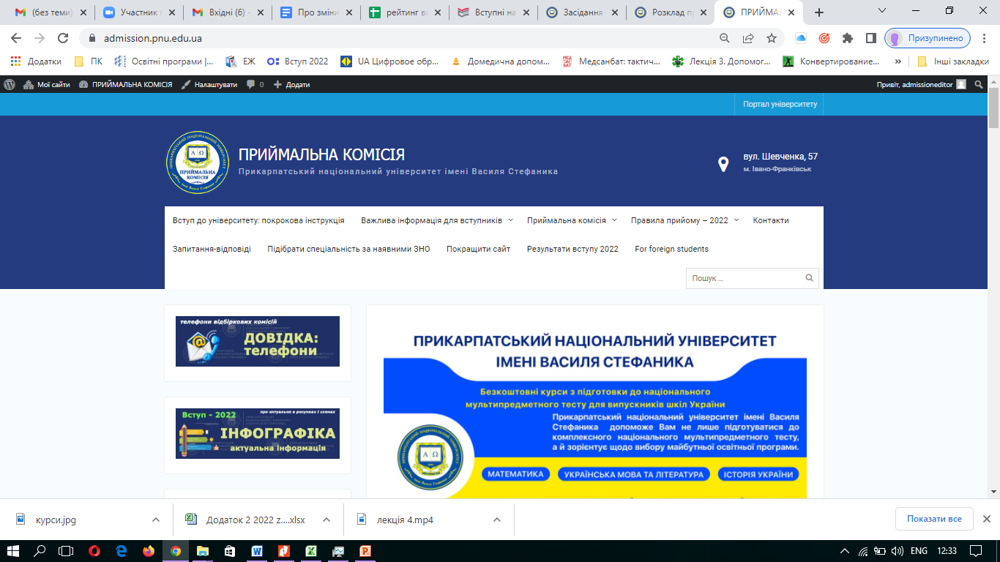 (без теми)
Участник
Вхідні (6) -
Про зміни
рейтинг вс
Вступні на
Засідання
Розклад п
ПРИЙМАЛ
admission.pnu.edu.ua
Призупинено
Додатки
ПК
Освітні програми |...
ЕЖ
Вступ 2022
UA Цифрове обр...
Домедична допом...
Медсанбат: тактич...
Лекція 3. Допомог...
Конвертирование...
»
Інші закладки
Мої сайти
ПРИЙМАЛЬНА КОМІСІЯ
Налаштувати
0
Додати
Привіт, admissioneditor
Портал університету
ПРИЙМАЛЬНА КОМІСІЯ
Прикарпатський національний університет імені Василя Стефаника
вул. Шевченка, 57
м. Івано-Франківськ
ПРИЙМАЛЬНА
КОМІСІЯ
Вступ до університету: покрокова інструкція
Важлива інформація для вступників
Приймальна комісія
Правила прийому – 2022
Контакти
Запитання-відповіді
Підібрати спеціальність за наявними ЗНО
Покращити сайт
Результати вступу 2022
For foreign students
Пошук ...
телефони відбіркових комісій
ДОВІДКА:
телефони
Вступ - 2022
про актуальне в рисунках і схемах
ІНФОГРАФІКА
актуальна інформація
ПРИКАРПАТСЬКИЙ НАЦІОНАЛЬНИЙ УНІВЕРСИТЕТ
ІМЕНІ ВАСИЛЯ СТЕФАНИКА
Безкоштовні курси з підготовки до національного
мультипредметного тесту для випускників шкіл України
Прикарпатський національний університет імені Василя
Стефаника допоможе Вам не лише підготуватися до
комплексного національного мультипредметного тесту,
а й зорієнтує щодо вибору майбутньої освітньої програми.
МАТЕМАТИКА
УКРАЇНСЬКА МОВА ТА ЛІТЕРАТУРА
ІСТОРІЯ УКРАЇНИ
курси.jpg
Додаток 2 2022 z....xlsx
лекція 4.mp4
Показати все
ENG
12:33